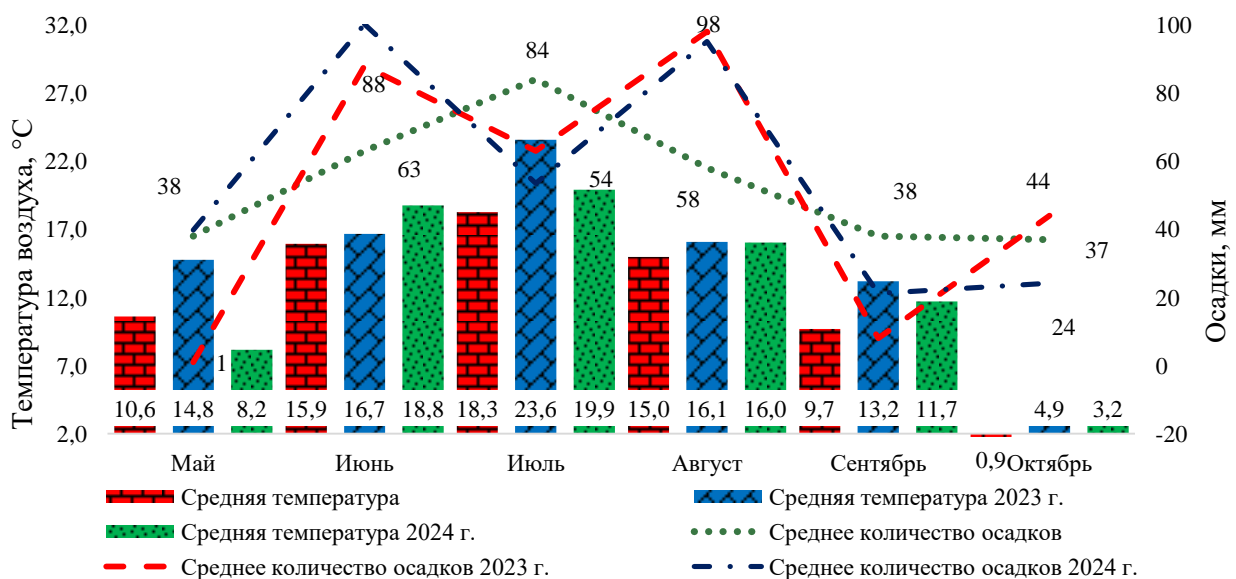 32,0
27,0
22,0
17,0
12,0
7,0
2,0
Температура воздуха, °С
100
80
60
40
20
0
-20
Осадки, мм
38
1
88
63
84
54
98
58
38
44
37
24
10,6 14,8 8,2 15,9 16,7 18,8 18,3 23,6 19,9 15,0 16,1 16,0 9,7 13,2 11,7 0,9 4,9 3,2
Май Июнь Июль Август Сентябрь Октябрь
Средняя температура
Средняя температура 2023 г.
Средняя температура 2024 г.
Среднее количество осадков
Среднее количество осадков 2023 г.
Среднее количество осадков 2024 г.